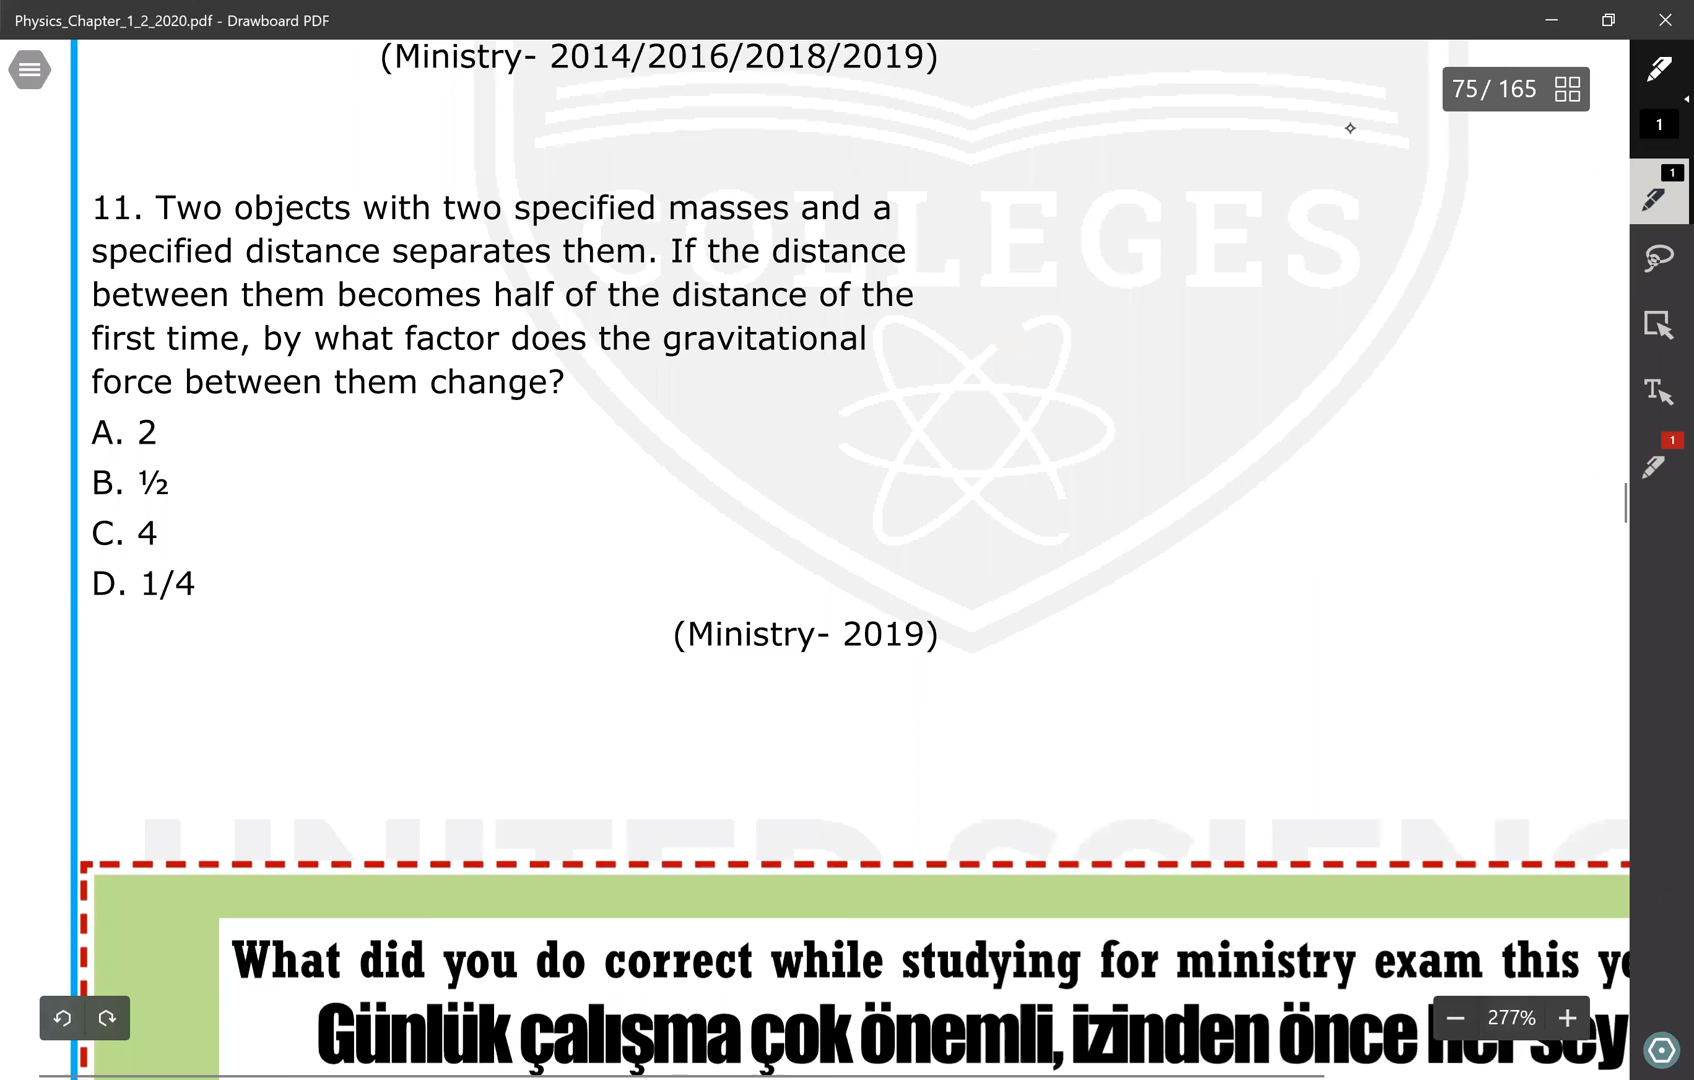 Physics_Chapter_1_2_2020.pdf - Drawboard PDF
(Ministry- 2014/2016/2018/2019)
75/ 165
1
1
COLLEGES
11. Two objects with two specified masses and a
specified distance separates them. If the distance
between them becomes half of the distance of the
first time, by what factor does the gravitational
force between them change?
A. 2
B. ½
C. 4
D. 1/4
1
(Ministry- 2019)
UNITED
What did you do correct while studying for ministry exam this
Günlük çalışma çok önemli, izinden önce
277%